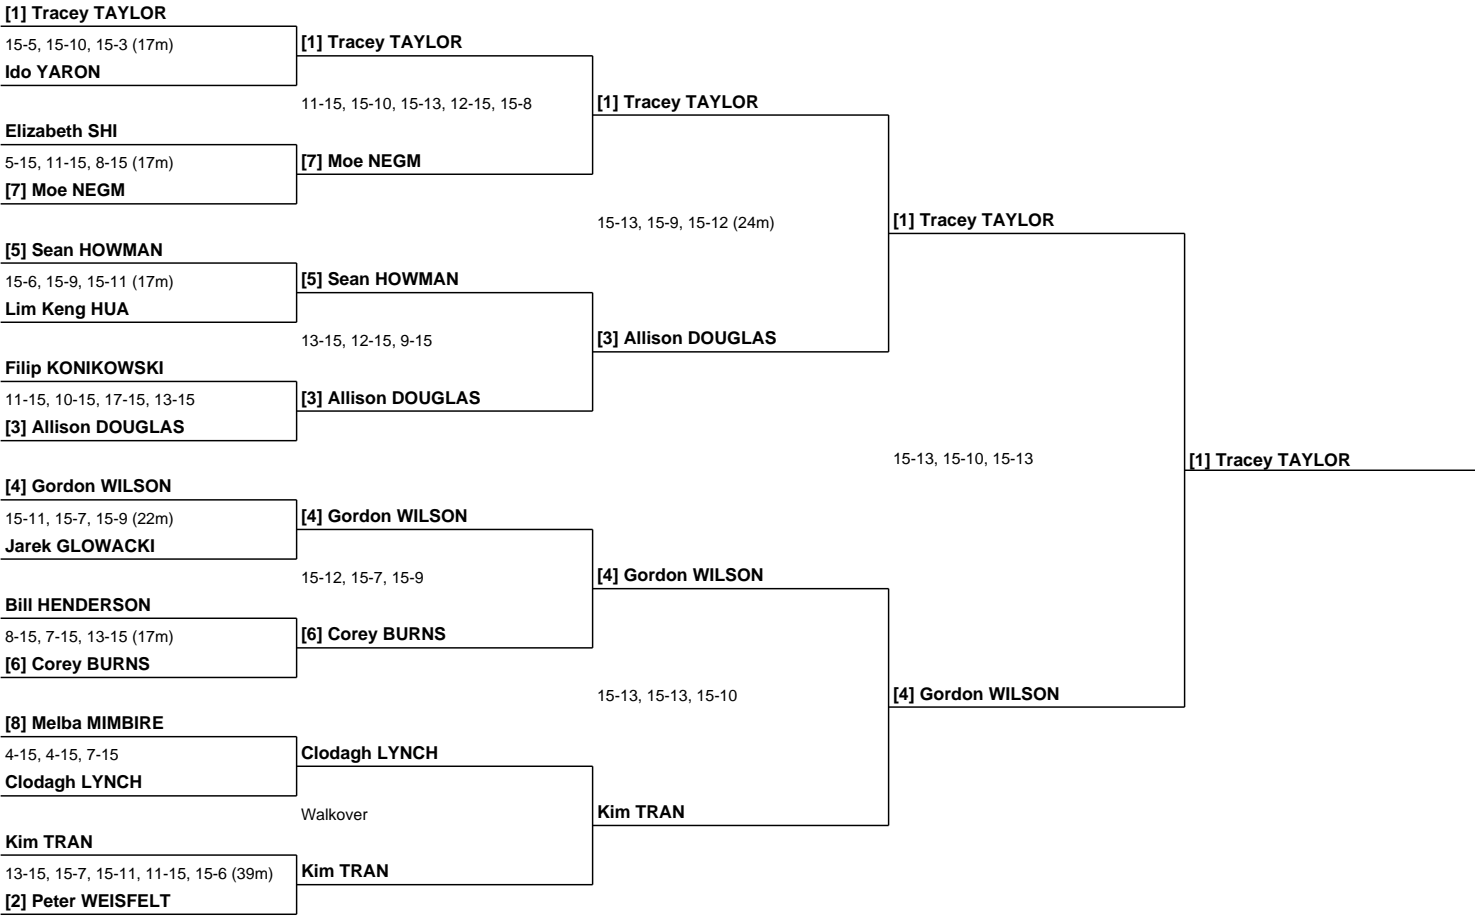 [1] Tracey TAYLOR
15-5, 15-10, 15-3 (17m)
Ido YARON
Elizabeth SHI
5-15, 11-15, 8-15 (17m)
[7] Moe NEGM
[5] Sean HOWMAN
15-6, 15-9, 15-11 (17m)
Lim Keng HUA
Filip KONIKOWSKI
11-15, 10-15, 17-15, 13-15
[3] Allison DOUGLAS
[4] Gordon WILSON
15-11, 15-7, 15-9 (22m)
Jarek GLOWACKI
Bill HENDERSON
8-15, 7-15, 13-15 (17m)
[6] Corey BURNS
[8] Melba MIMBIRE
4-15, 4-15, 7-15
Clodagh LYNCH
Kim TRAN
13-15, 15-7, 15-11, 11-15, 15-6 (39m)
[2] Peter WEISFELT
[1] Tracey TAYLOR
11-15, 15-10, 15-13, 12-15, 15-8
[7] Moe NEGM
[5] Sean HOWMAN
13-15, 12-15, 9-15
[3] Allison DOUGLAS
[4] Gordon WILSON
15-12, 15-7, 15-9
[6] Corey BURNS
Clodagh LYNCH
Walkover
Kim TRAN
[1] Tracey TAYLOR
15-13, 15-9, 15-12 (24m)
[3] Allison DOUGLAS
[4] Gordon WILSON
15-13, 15-13, 15-10
Kim TRAN
[1] Tracey TAYLOR
15-13, 15-10, 15-13
[4] Gordon WILSON
[1] Tracey TAYLOR